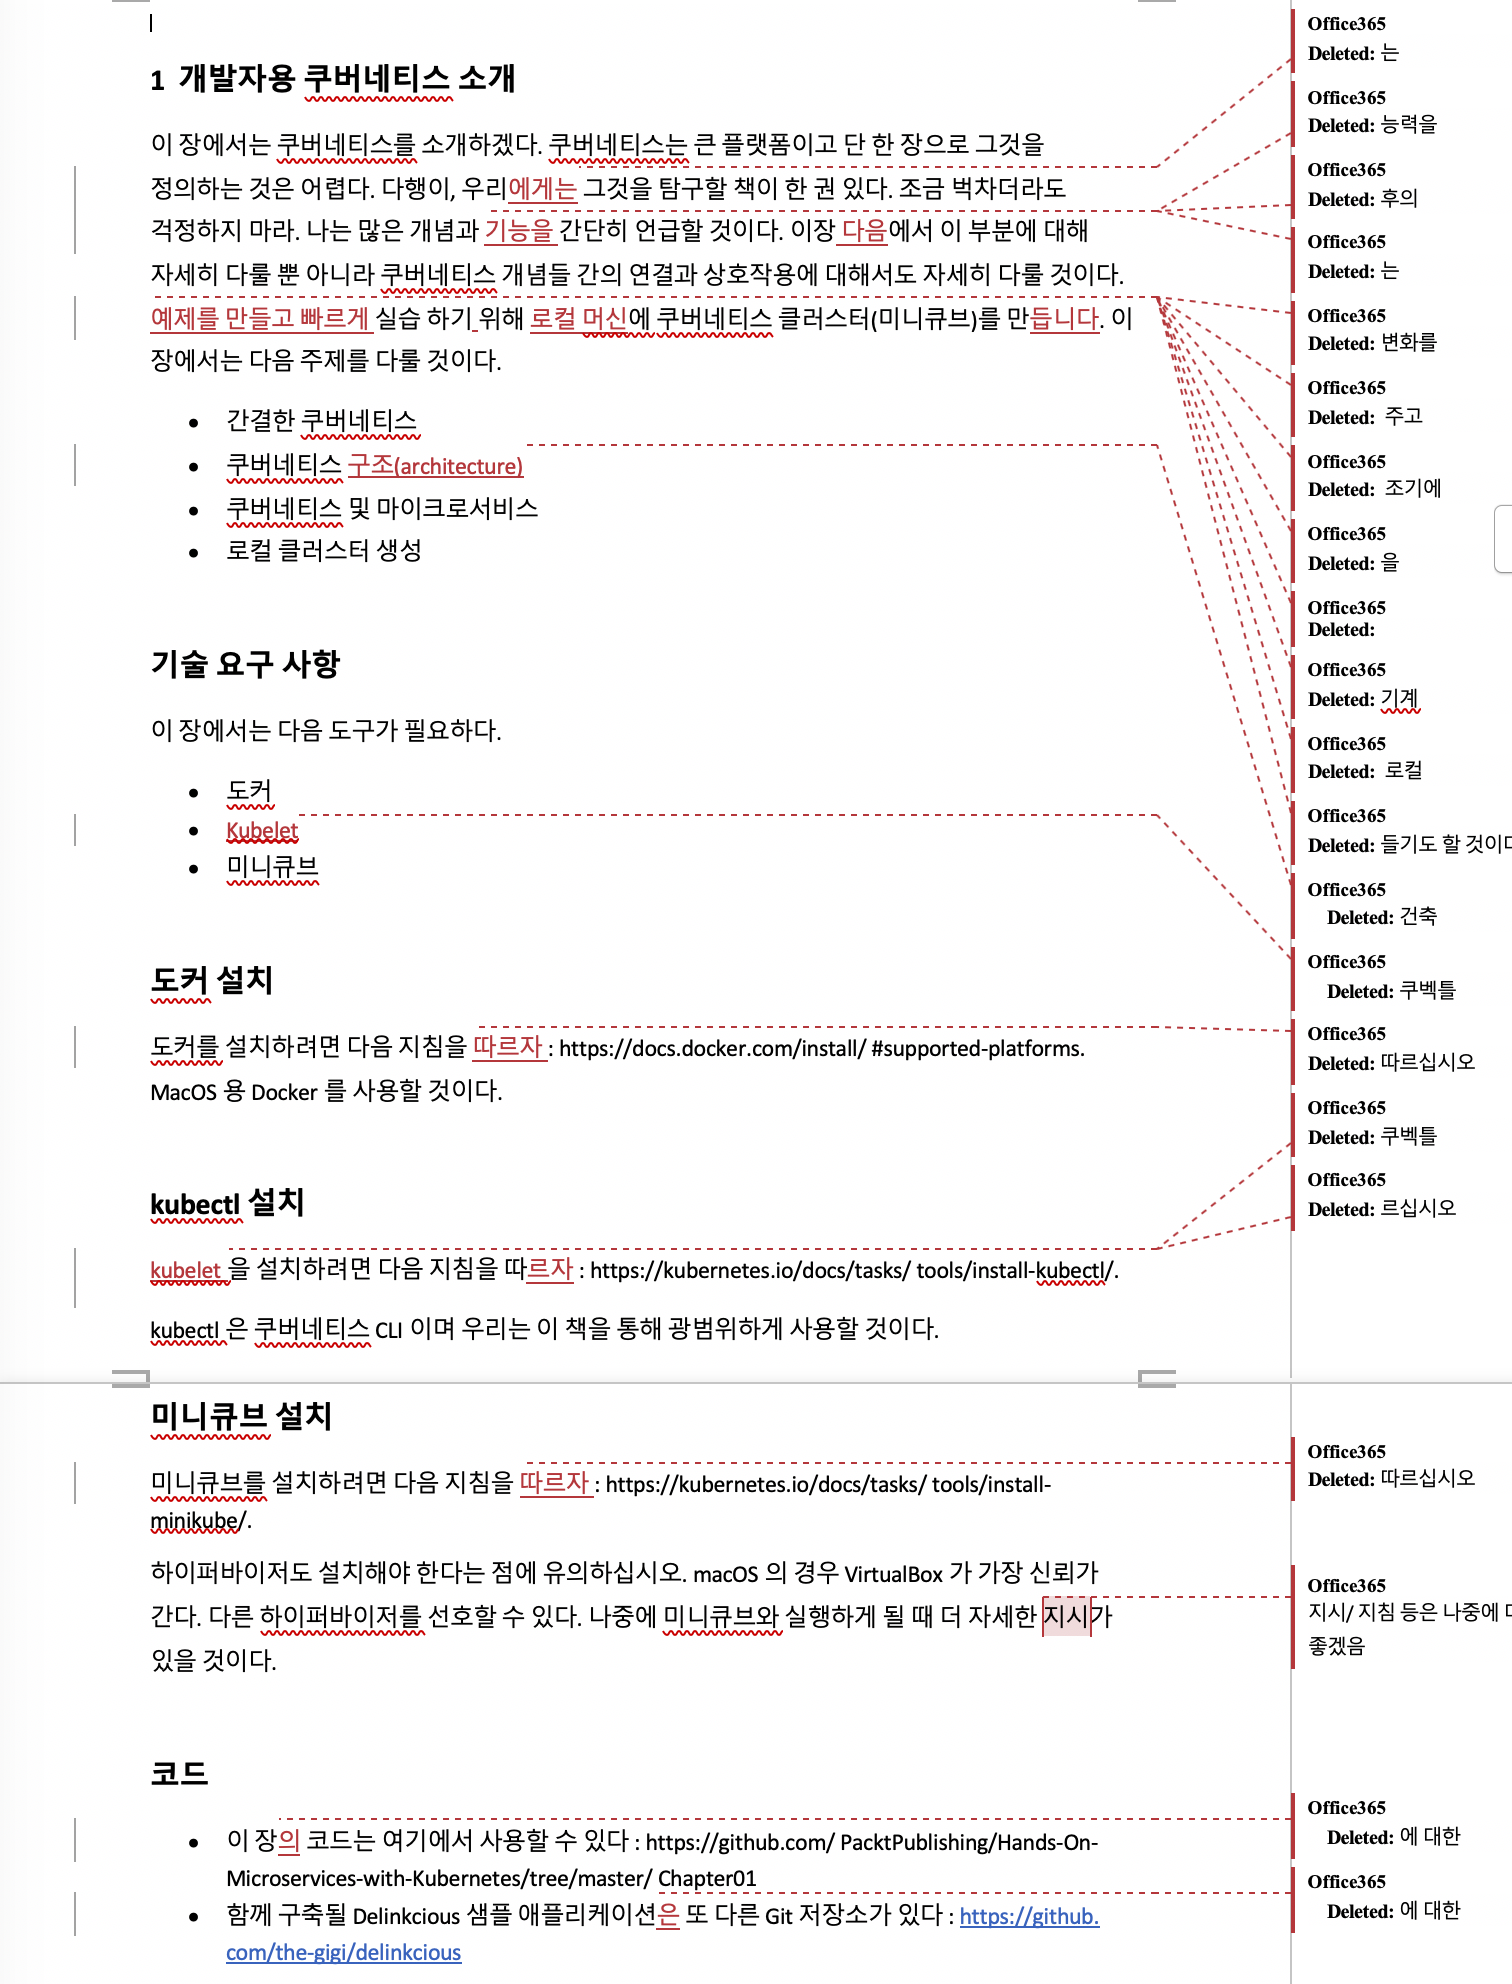 1 개발자용 쿠버네티스 소개
이 장에서는 쿠버네티스를 소개하겠다. 쿠버네티스는 큰 플랫폼이고 단 한 장으로 그것을
정의하는 것은 어렵다. 다행이, 우리에게는 그것을 탐구할 책이 한 권 있다. 조금 벅차더라도
걱정하지 마라. 나는 많은 개념과 기능을 간단히 언급할 것이다. 이장 다음에서 이 부분에 대해
자세히 다룰 뿐 아니라 쿠버네티스 개념들 간의 연결과 상호작용에 대해서도 자세히 다룰 것이다.
예제를 만들고 빠르게 실습 하기 위해 로컬 머신에 쿠버네티스 클러스터(미니큐브)를 만듭니다. 이
장에서는 다음 주제를 다룰 것이다.
• 간결한 쿠버네티스
• 쿠버네티스 구조(architecture)
• 쿠버네티스 및 마이크로서비스
• 로컬 클러스터 생성
기술 요구 사항
이 장에서는 다음 도구가 필요하다.
• 도커
• Kubelet
• 미니큐브
도커 설치
도커를 설치하려면 다음 지침을 따르자 : https://docs.docker.com/install/ #supported-platforms.
MacOS 용 Docker 를 사용할 것이다.
kubectl 설치
kubelet 을 설치하려면 다음 지침을 따르자 : https://kubernetes.io/docs/tasks/ tools/install-kubectl/.
kubectl 은 쿠버네티스 CLI 이며 우리는 이 책을 통해 광범위하게 사용할 것이다.
미니큐브 설치
미니큐브를 설치하려면 다음 지침을 따르자 : https://kubernetes.io/docs/tasks/ tools/install-
minikube/.
하이퍼바이저도 설치해야 한다는 점에 유의하십시오. macOS 의 경우 VirtualBox 가 가장 신뢰가
간다. 다른 하이퍼바이저를 선호할 수 있다. 나중에 미니큐브와 실행하게 될 때 더 자세한 지시가
있을 것이다.
코드
• 이 장의 코드는 여기에서 사용할 수 있다 : https://github.com/ PacktPublishing/Hands-On-
Microservices-with-Kubernetes/tree/master/ Chapter01
• 함께 구축될 Delinkcious 샘플 애플리케이션은 또 다른 Git 저장소가 있다 : https://github.
com/the-gigi/delinkcious
Office365
Deleted: 는
Office365
Deleted: 능력을
Office365
Deleted: 후의
Office365
Deleted: 는
Office365
Deleted: 변화를
Office365
Deleted: 주고
Office365
Deleted: 조기에
Office365
Deleted: 을
Office365
Deleted:
Office365
Deleted: 기계
Office365
Deleted: 로컬
Office365
Deleted: 들기도 할 것이
Office365
Deleted: 건축
Office365
Deleted: 쿠벡틀
Office365
Deleted: 따르십시오
Office365
Deleted: 쿠벡틀
Office365
Deleted: 르십시오
Office365
Deleted: 따르십시오
Office365
지시/ 지침 등은 나중에
좋겠음
Office365
Deleted: 에 대한
Office365
Deleted: 에 대한